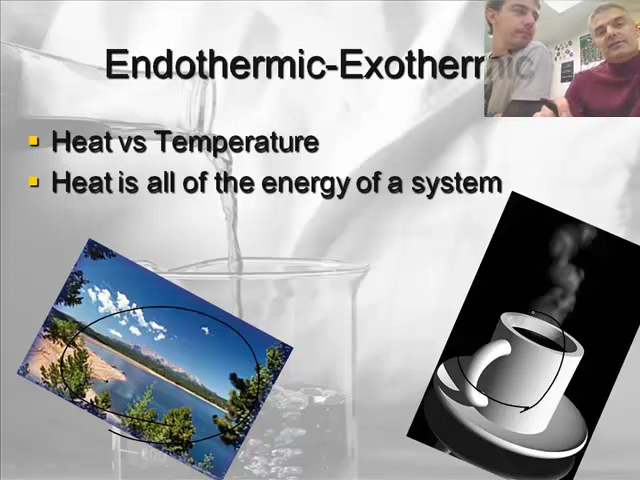 Endothermic-Exothermic
Heat vs Temperature
Heat is all of the energy of a system